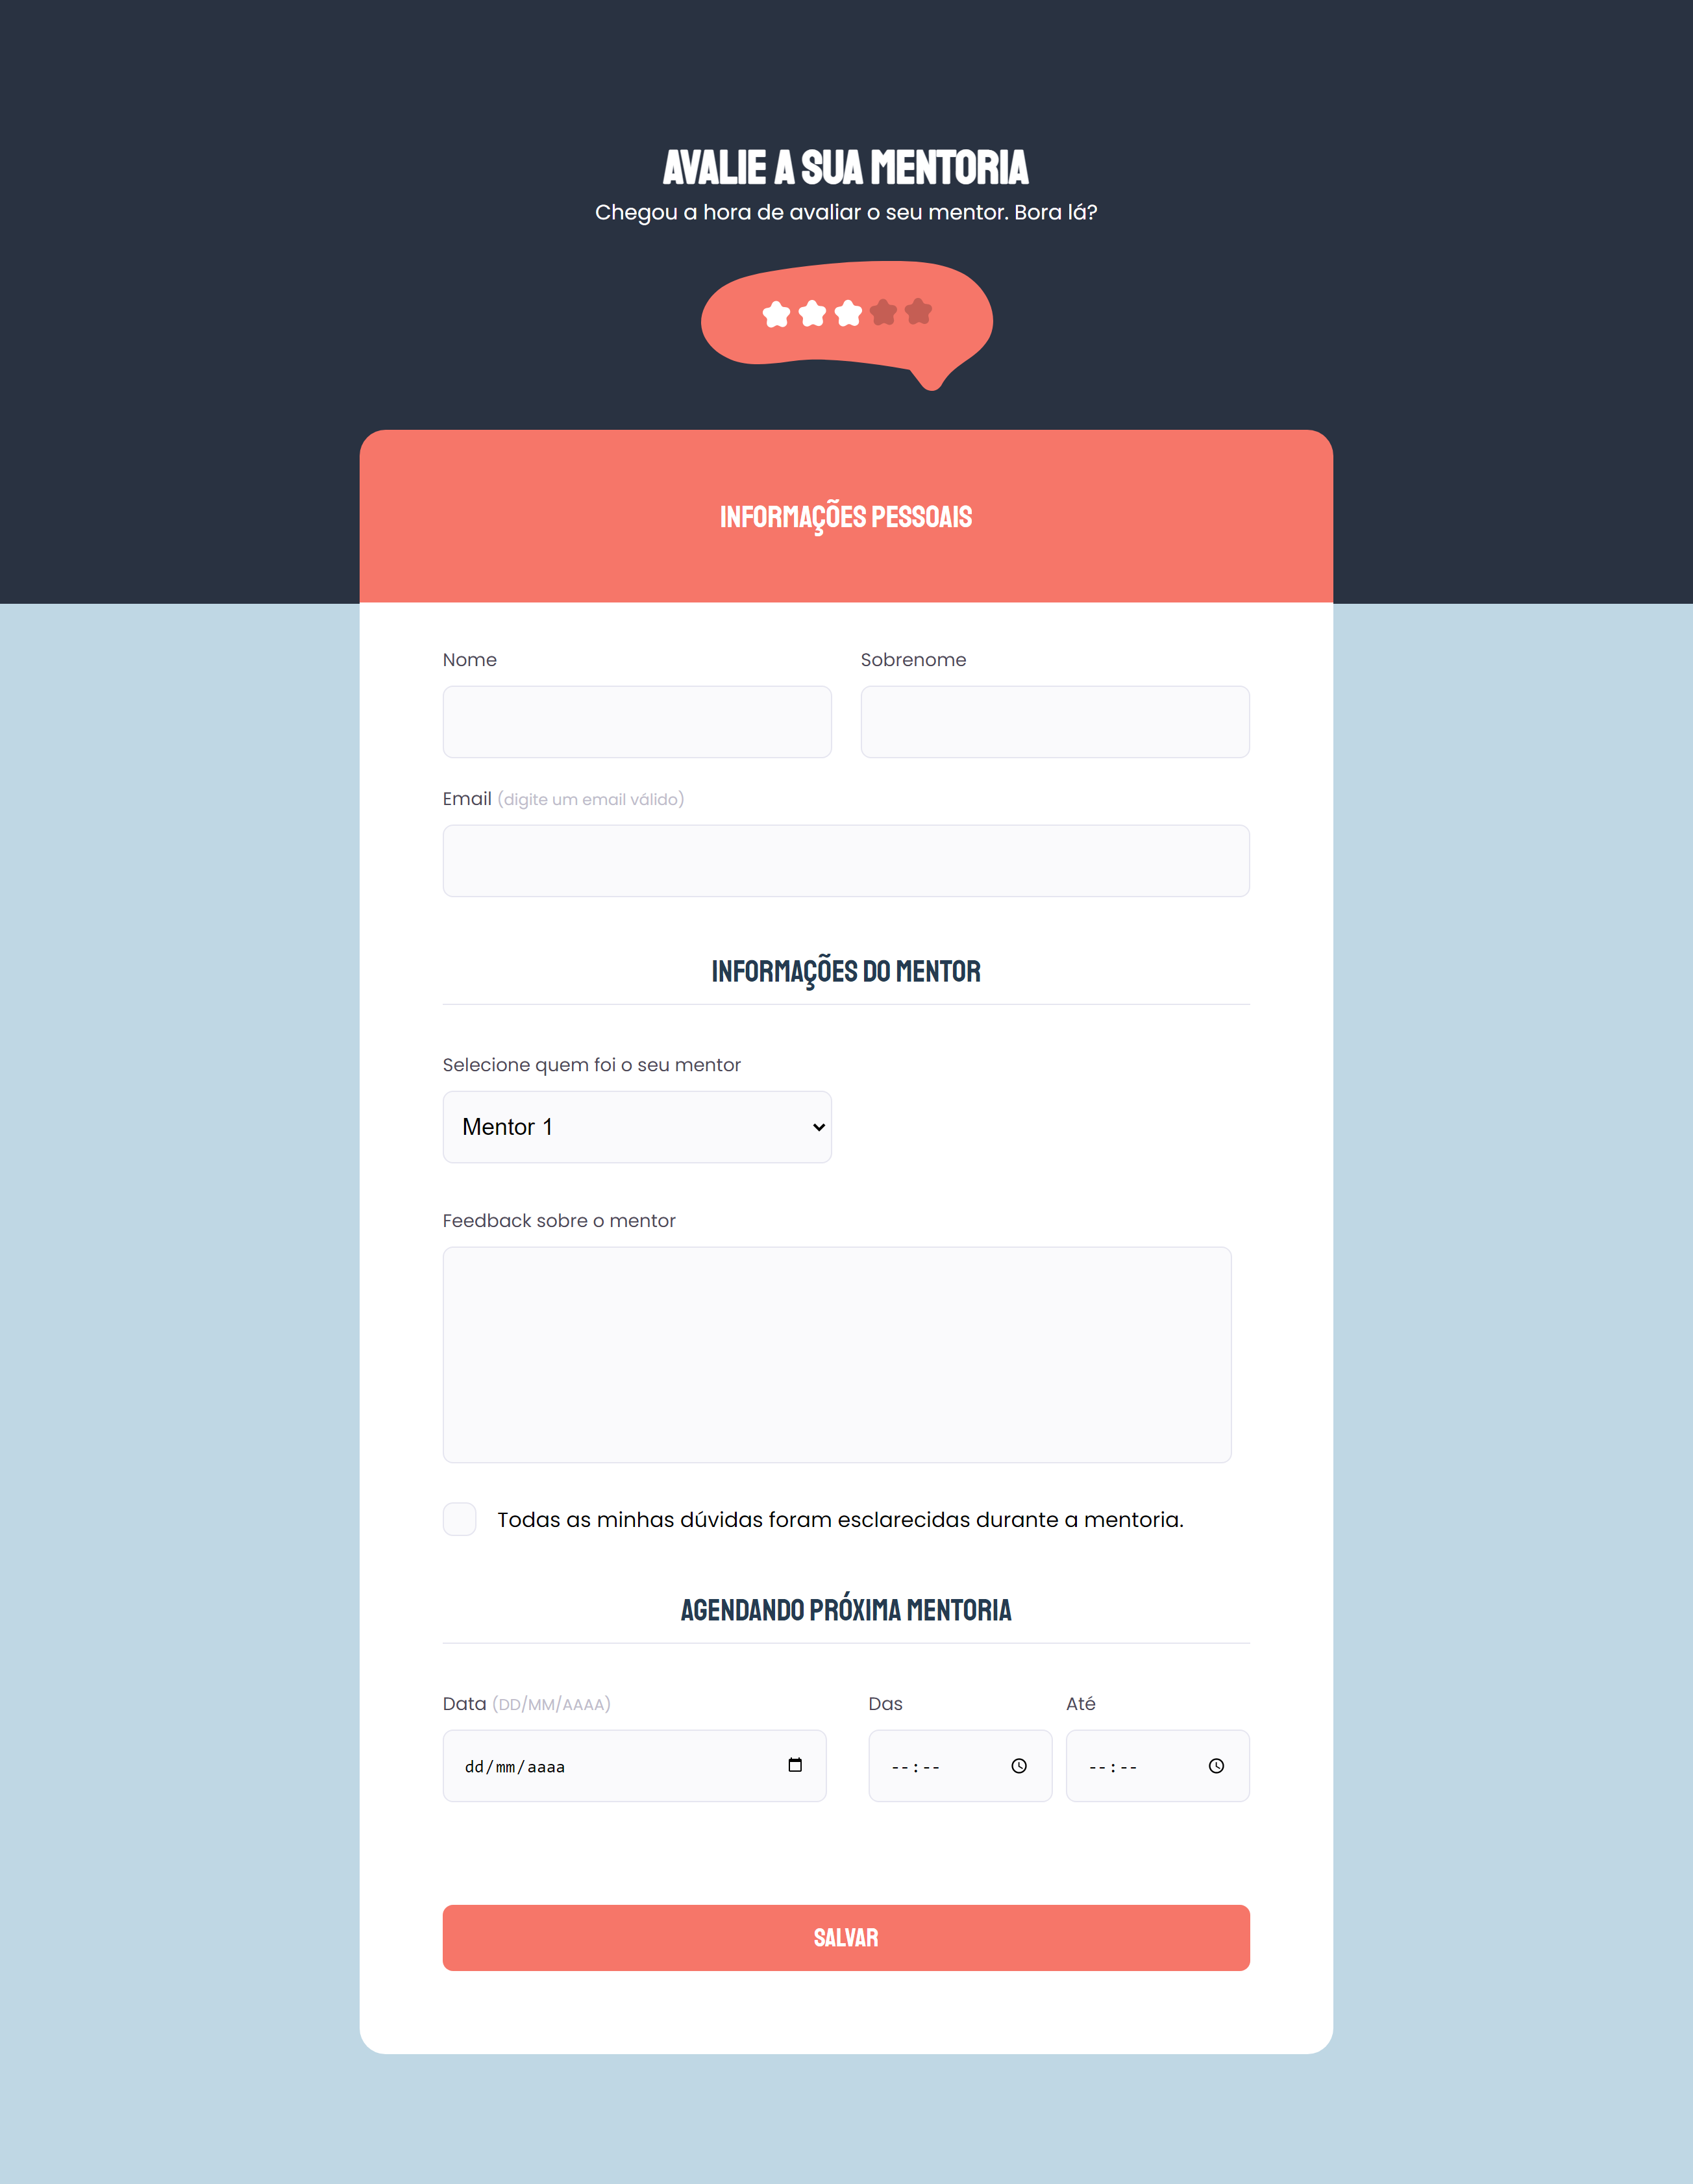 AVALIE A SUA MENTORIA
Chegou a hora de avaliar o seu mentor. Bora lá?
INFORMAÇÕES PESSOAIS
Nome
Sobrenome
Email (digite um email válido)
INFORMAÇÕES DO MENTOR
Selecione quem foi o seu mentor
Mentor 1
Feedback sobre o mentor
Todas as minhas dúvidas foram esclarecidas durante a mentoria.
AGENDANDO PRÓXIMA MENTORIA
Data (DD/MM/AAAA)
Das
Até
dd/mm/aaaa
--:--
--:--
SALVAR